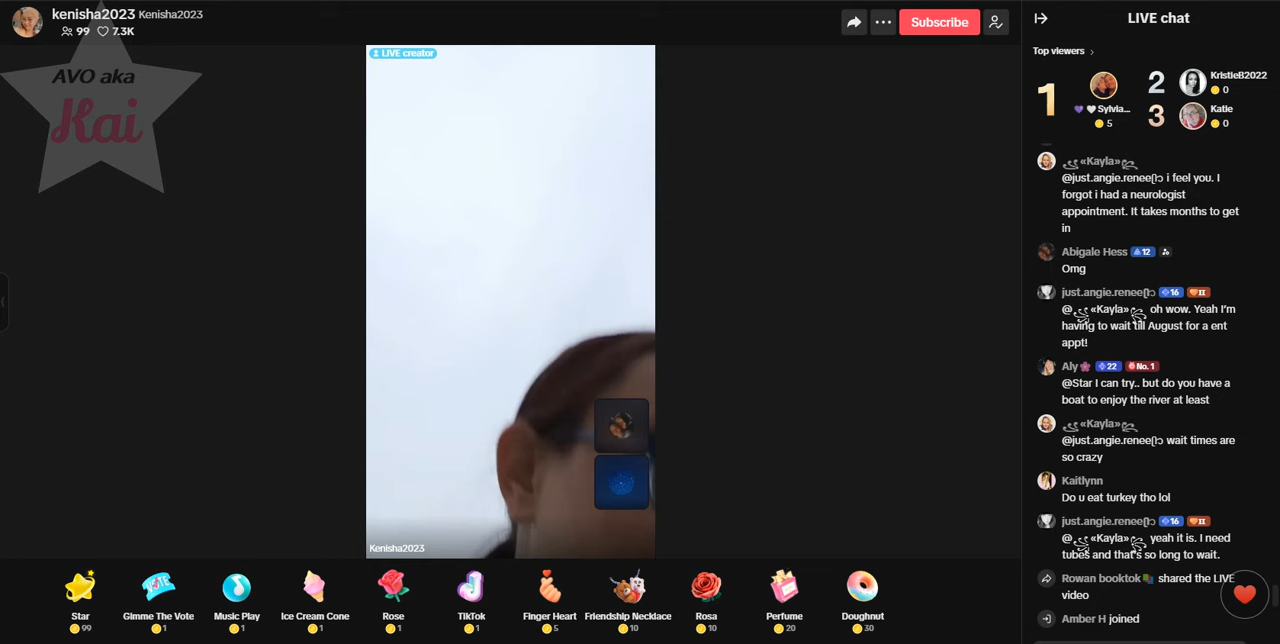 kenisha2023 Kenisha2023
99 7.3K
AVO aka
Kai
Subscribe
LIVE creator
Kenisha2023
Star
99
Gimme The Vote
1
Music Play
1
Ice Cream Cone
1
Rose
1
TikTok
1
Finger Heart
5
Friendship Necklace
10
Rosa
10
Perfume
20
Doughnut
30
LIVE chat
Top viewers
1
Sylvia...
5
2
KristieB2022
0
3
Katie
0
«Kayla»
@just.angie.renee i feel you. I
forgot i had a neurologist
appointment. It takes months to get
in
Abigale Hess 12
Omg
just.angie.renee 16 II
@ «Kayla» oh wow. Yeah I'm
having to wait till August for a ent
appt!
Aly🌸 22 No. 1
@Star I can try.. but do you have a
boat to enjoy the river at least
«Kayla»
@just.angie.renee wait times are
so crazy
Kaitlynn
Do u eat turkey tho lol
just.angie.renee 16 II
@ «Kayla» yeah it is. I need
tubes and that's so long to wait.
Rowan booktok shared the LIVE
video
Amber H joined